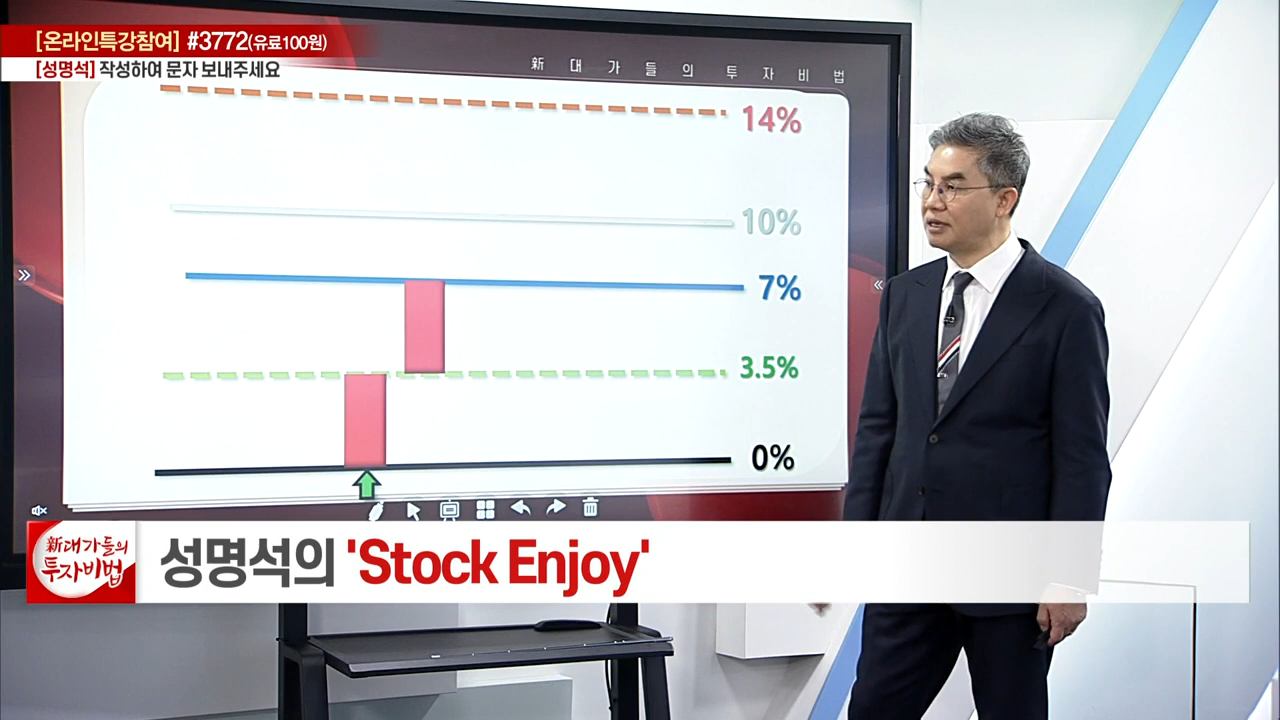 [온라인특강참여] #3772(유료100원)
[성명석] 작성하여 문자 보내주세요
新 대 가 들 의 투 자 비 법
14%
10%
7%
3.5%
0%
新대가들의
투자비법
성명석의 'Stock Enjoy'